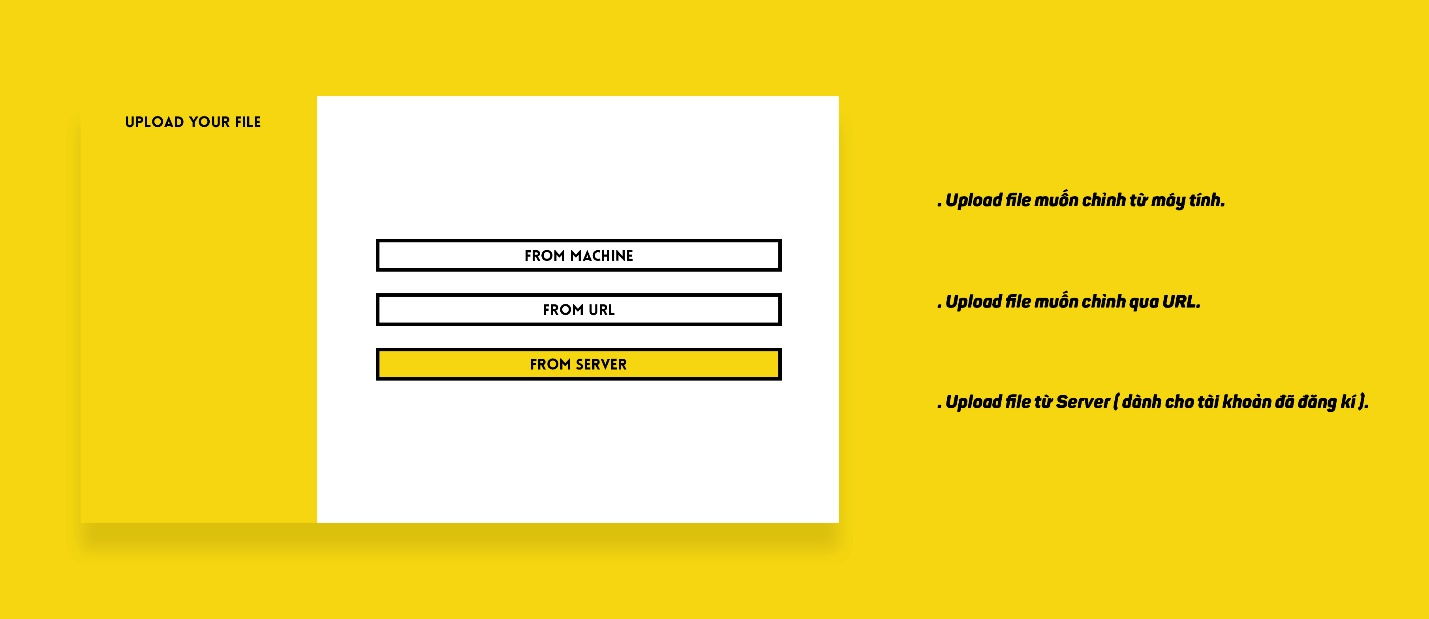 UPLOAD YOUR FILE
FROM MACHINE
FROM URL
FROM SERVER
. Upload file muốn chỉnh từ máy tính.
. Upload file muốn chỉnh qua URL.
. Upload file từ Server ( dành cho tài khoản đã đăng kí ).